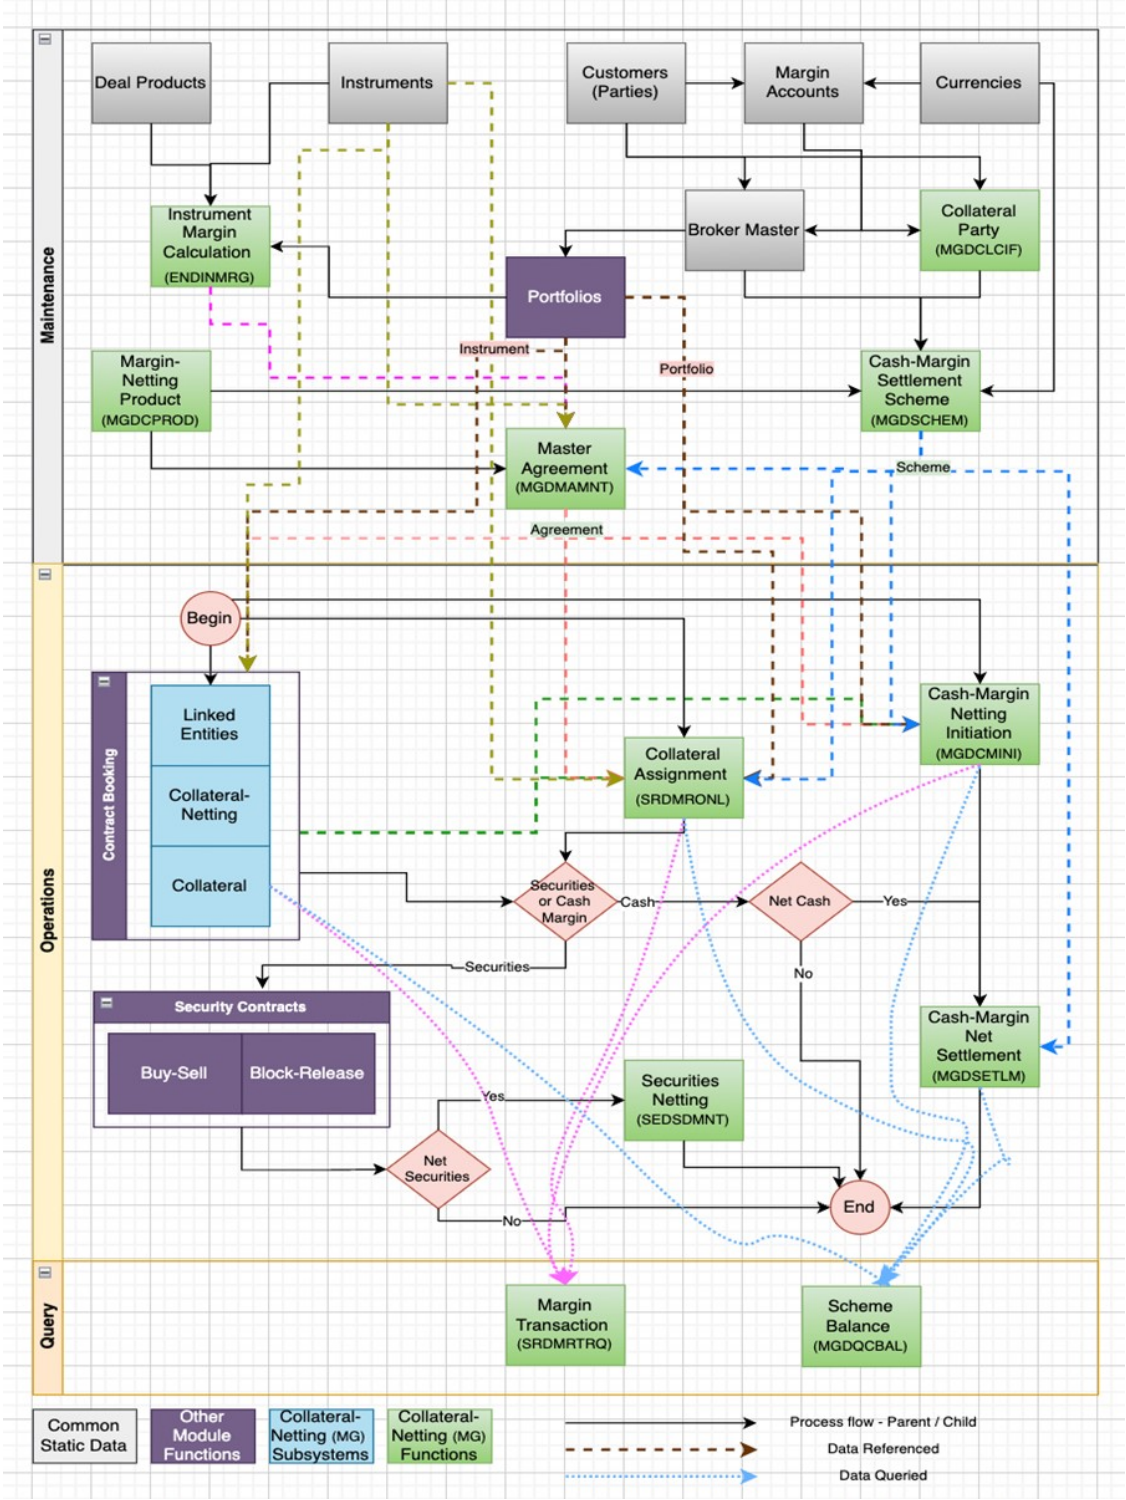 Maintenance
Deal Products
Instruments
Customers
(Parties)
Margin
Accounts
Currencies
Instrument
Margin
Calculation
(ENDINMRG)
Broker Master
Collateral
Party
(MGDCLCIF)
Portfolios
Instrument
Portfolio
Margin-
Netting
Product
(MGDCPROD)
Cash-Margin
Settlement
Scheme
(MGDSCHEM)
Master
Agreement
(MGDMAMNT)
Scheme
Agreement
Operations
Begin
Contract Booking
Linked
Entities
Collateral-
Netting
Collateral
Collateral
Assignment
(SRDMRONL)
Cash-Margin
Netting
Initiation
(MGDCMINI)
Securities
or Cash
Margin
Cash
Net Cash
Yes
No
Securities
Security Contracts
Buy-Sell
Block-Release
Cash-Margin
Net
Settlement
(MGDSETLM)
Securities
Netting
(SEDSDMNT)
Yes
Net
Securities
No
End
Query
Margin
Transaction
(SRDMRTRQ)
Scheme
Balance
(MGDQCBAL)
Common
Static Data
Other
Module
Functions
Collateral-
Netting (MG)
Subsystems
Collateral-
Netting (MG)
Functions
Process flow - Parent / Child
Data Referenced
Data Queried